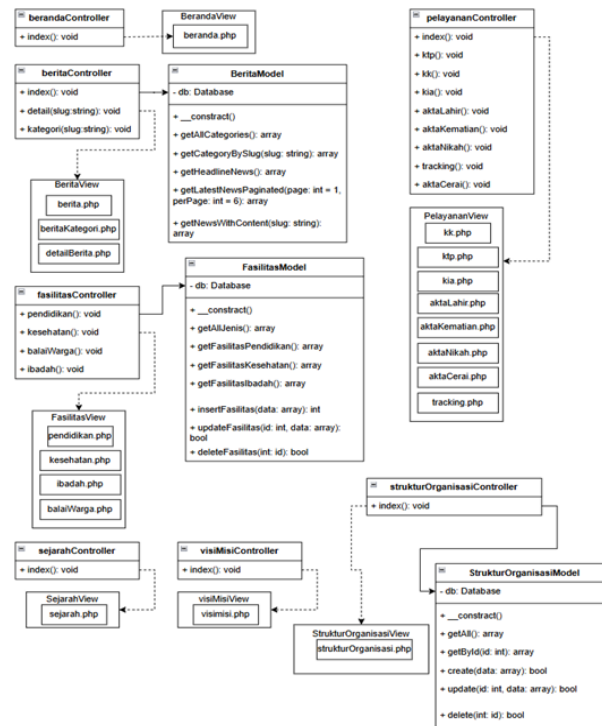 berandaController
+ index(): void
BerandaView
beranda.php
beritaController
+ index(): void
+ detail(slug:string): void
+ kategori(slug:string): void
BeritaModel
- db: Database
+ __construct()
+ getAllCategories(): array
+ getCategoryBySlug(slug: string): array
+ getHeadlineNews(): array
+ getLatestNewsPaginated(page: int = 1,
perPage: int = 6): array
+ getNewsWithContent(slug: string):
array
BeritaView
berita.php
beritaKategori.php
detailBerita.php
pelayananController
+ index(): void
+ ktp(): void
+ kk(): void
+ kia(): void
+ aktaLahir(): void
+ aktaKematian(): void
+ aktaNikah(): void
+ tracking(): void
+ aktaCerai(): void
PelayananView
kk.php
ktp.php
kia.php
aktaLahir.php
aktaKematian.php
aktaNikah.php
aktaCerai.php
tracking.php
fasilitasController
+ pendidikan(): void
+ kesehatan(): void
+ balaiWarga(): void
+ ibadah(): void
FasilitasModel
- db: Database
+ __construct()
+ getAllJenis(): array
+ getFasilitasPendidikan(): array
+ getFasilitasKesehatan(): array
+ getFasilitasIbadah(): array
+ insertFasilitas(data: array): int
+ updateFasilitas(id: int, data: array):
bool
+ deleteFasilitas(int: id): bool
FasilitasView
pendidikan.php
kesehatan.php
ibadah.php
balaiWarga.php
sejarahController
+ index(): void
SejarahView
sejarah.php
visiMisiController
+ index(): void
visiMisiView
visimisi.php
strukturOrganisasiController
+ index(): void
StrukturOrganisasiView
strukturOrganisasi.php
StrukturOrganisasiModel
- db: Database
+ __construct()
+ getAll(): array
+ getById(id: int): array
+ create(data: array): bool
+ update(id: int, data: array): bool
+ delete(int: id): bool